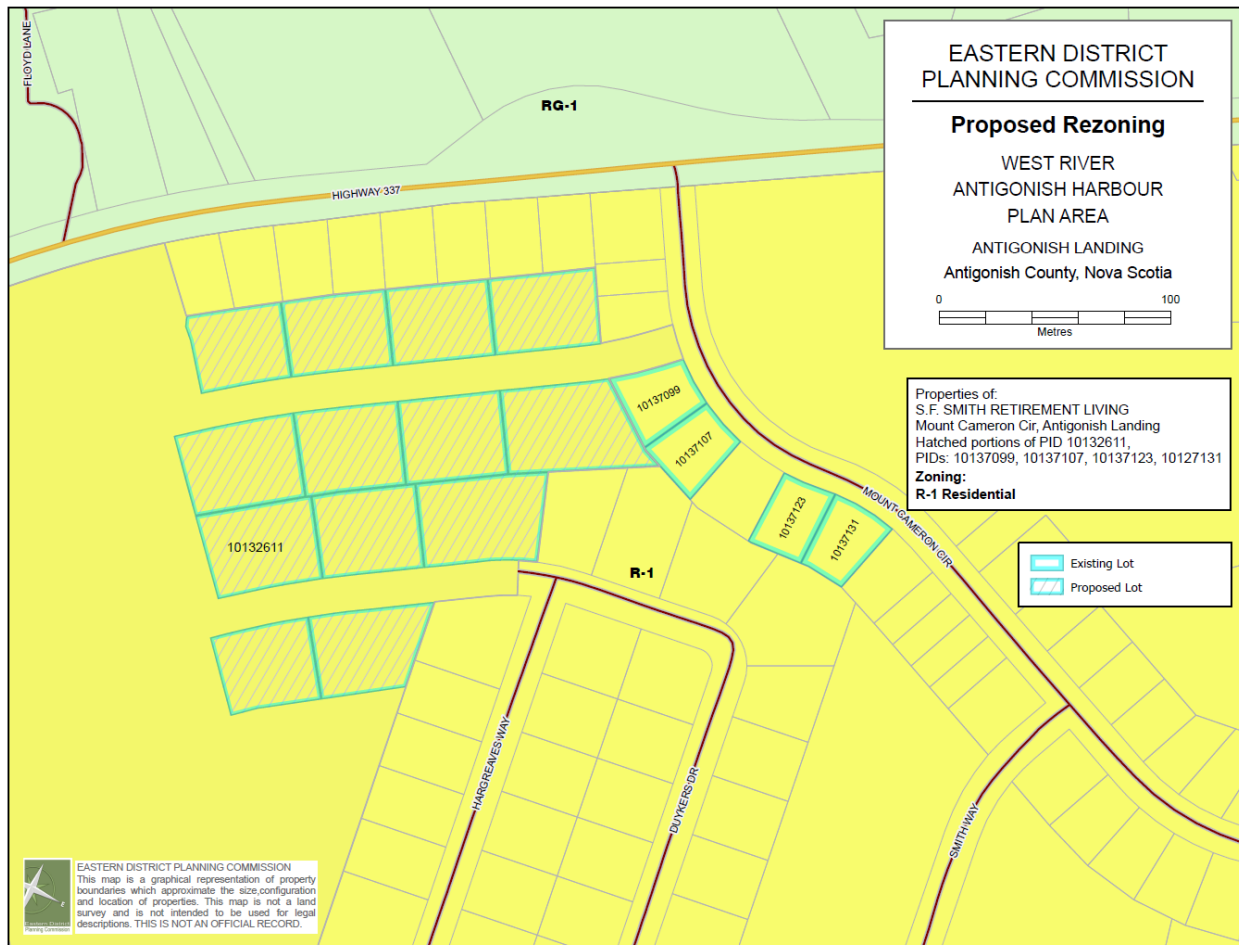 EASTERN DISTRICT
PLANNING COMMISSION
Proposed Rezoning
WEST RIVER
ANTIGONISH HARBOUR
PLAN AREA
ANTIGONISH LANDING
Antigonish County, Nova Scotia
0 100
Metres
FLOYD LANE
RG-1
HIGHWAY 337
Properties of:
S.F. SMITH RETIREMENT LIVING
Mount Cameron Cir, Antigonish Landing
Hatched portions of PID 10132611,
PIDs: 10137099, 10137107, 10137123, 10127131
Zoning:
R-1 Residential
Existing Lot
Proposed Lot
10137099
10137107
10137123
10137131
MOUNT CAMERON CIR
10132611
R-1
HARGREAVES WAY
DUYKERS DR
SMITH WAY
EASTERN DISTRICT PLANNING COMMISSION
This map is a graphical representation of property
boundaries which approximate the size,configuration
and location of properties. This map is not a land
survey and is not intended to be used for legal
descriptions. THIS IS NOT AN OFFICIAL RECORD.
E
Eastern District
Planning Commission